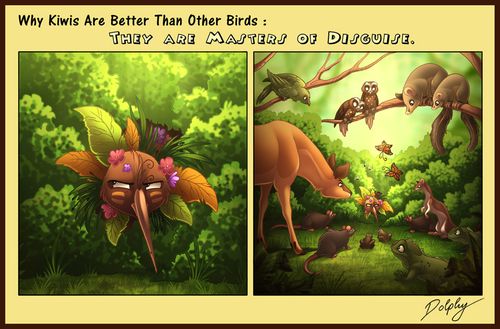 Why Kiwis Are Better Than Other Birds :
They are Masters of Disguise.
Dolphy